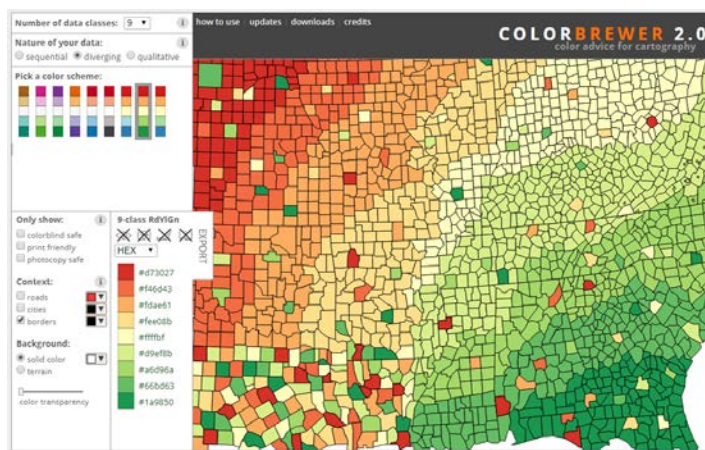 Number of data classes: 9
how to use | updates | downloads | credits
COLORBREWER 2.0
color advice for cartography
Nature of your data:
sequential diverging qualitative
Pick a color scheme:
Only show:
colorblind safe
print friendly
photocopy safe
Context:
roads
cities
borders
Background:
solid color
terrain
color transparency
9-class RdYlGn
EXPORT
HEX
#d73027
#f46d43
#fdae61
#fee08b
#ffffbf
#d9ef8b
#a6d96a
#66bd63
#1a9850